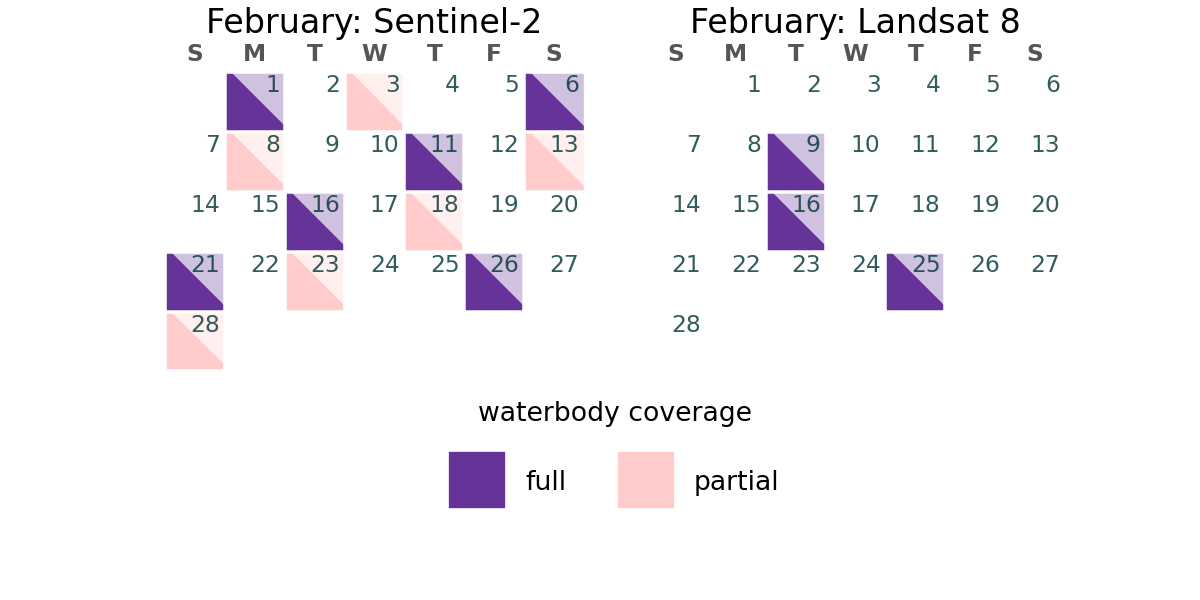 February: Sentinel-2
S M T W T F S
1 2 3 4 5 6
7 8 9 10 11 12 13
14 15 16 17 18 19 20
21 22 23 24 25 26 27
28
February: Landsat 8
S M T W T F S
1 2 3 4 5 6
7 8 9 10 11 12 13
14 15 16 17 18 19 20
21 22 23 24 25 26 27
28
waterbody coverage
full
partial